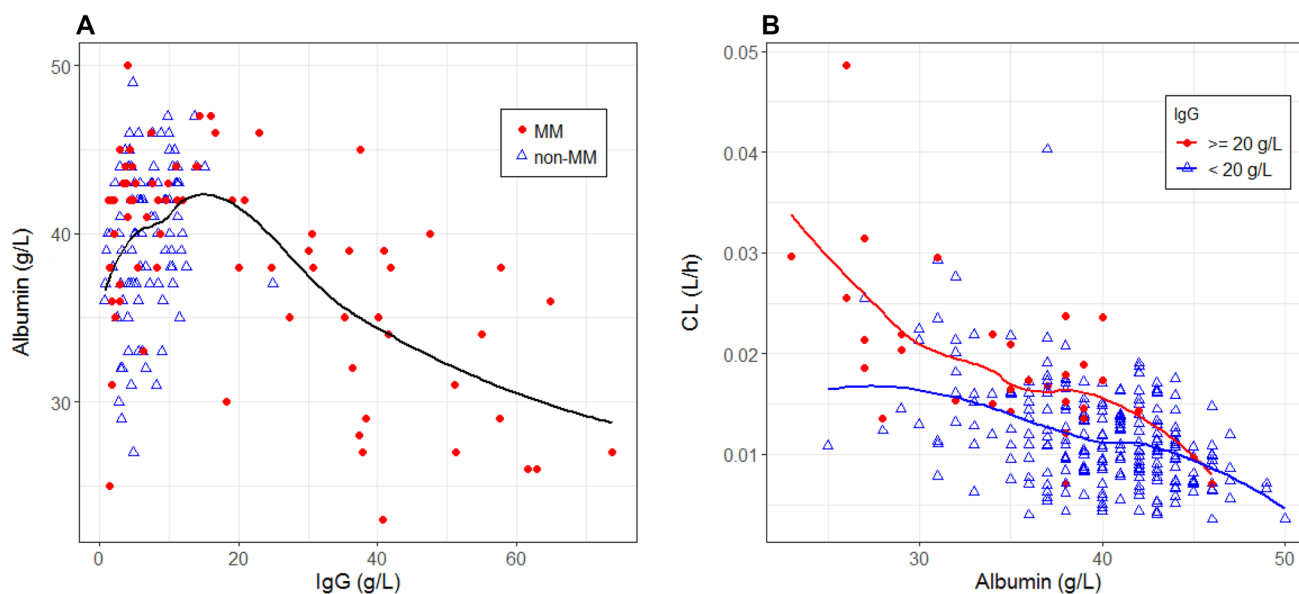 A
50
40
30
Albumin (g/L)
0
20
40
60
IgG (g/L)
MM
non-MM
B
0.05
0.04
0.03
0.02
0.01
CL (L/h)
30
40
50
Albumin (g/L)
IgG
>= 20 g/L
< 20 g/L